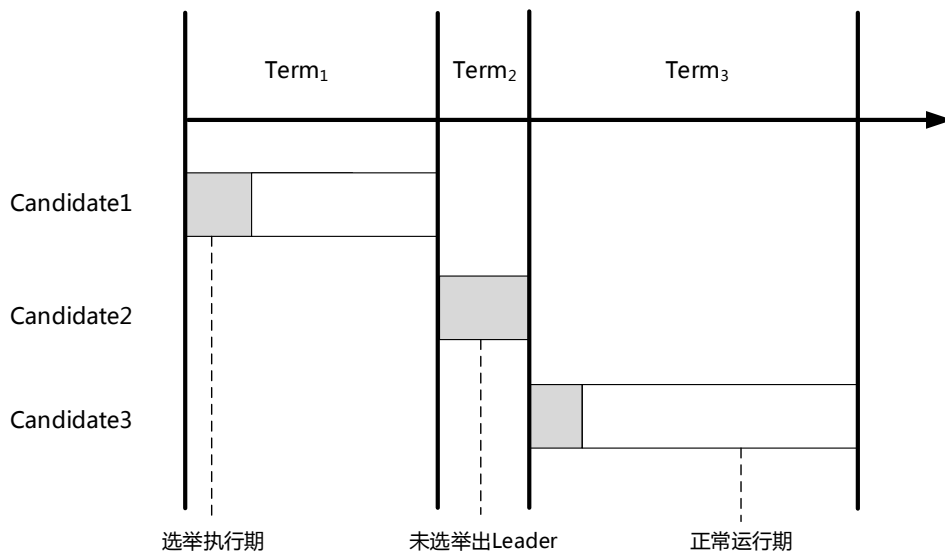 Term₁
Term₂
Term₃
Candidate1
Candidate2
Candidate3
选举执行期
未选举出Leader
正常运行期